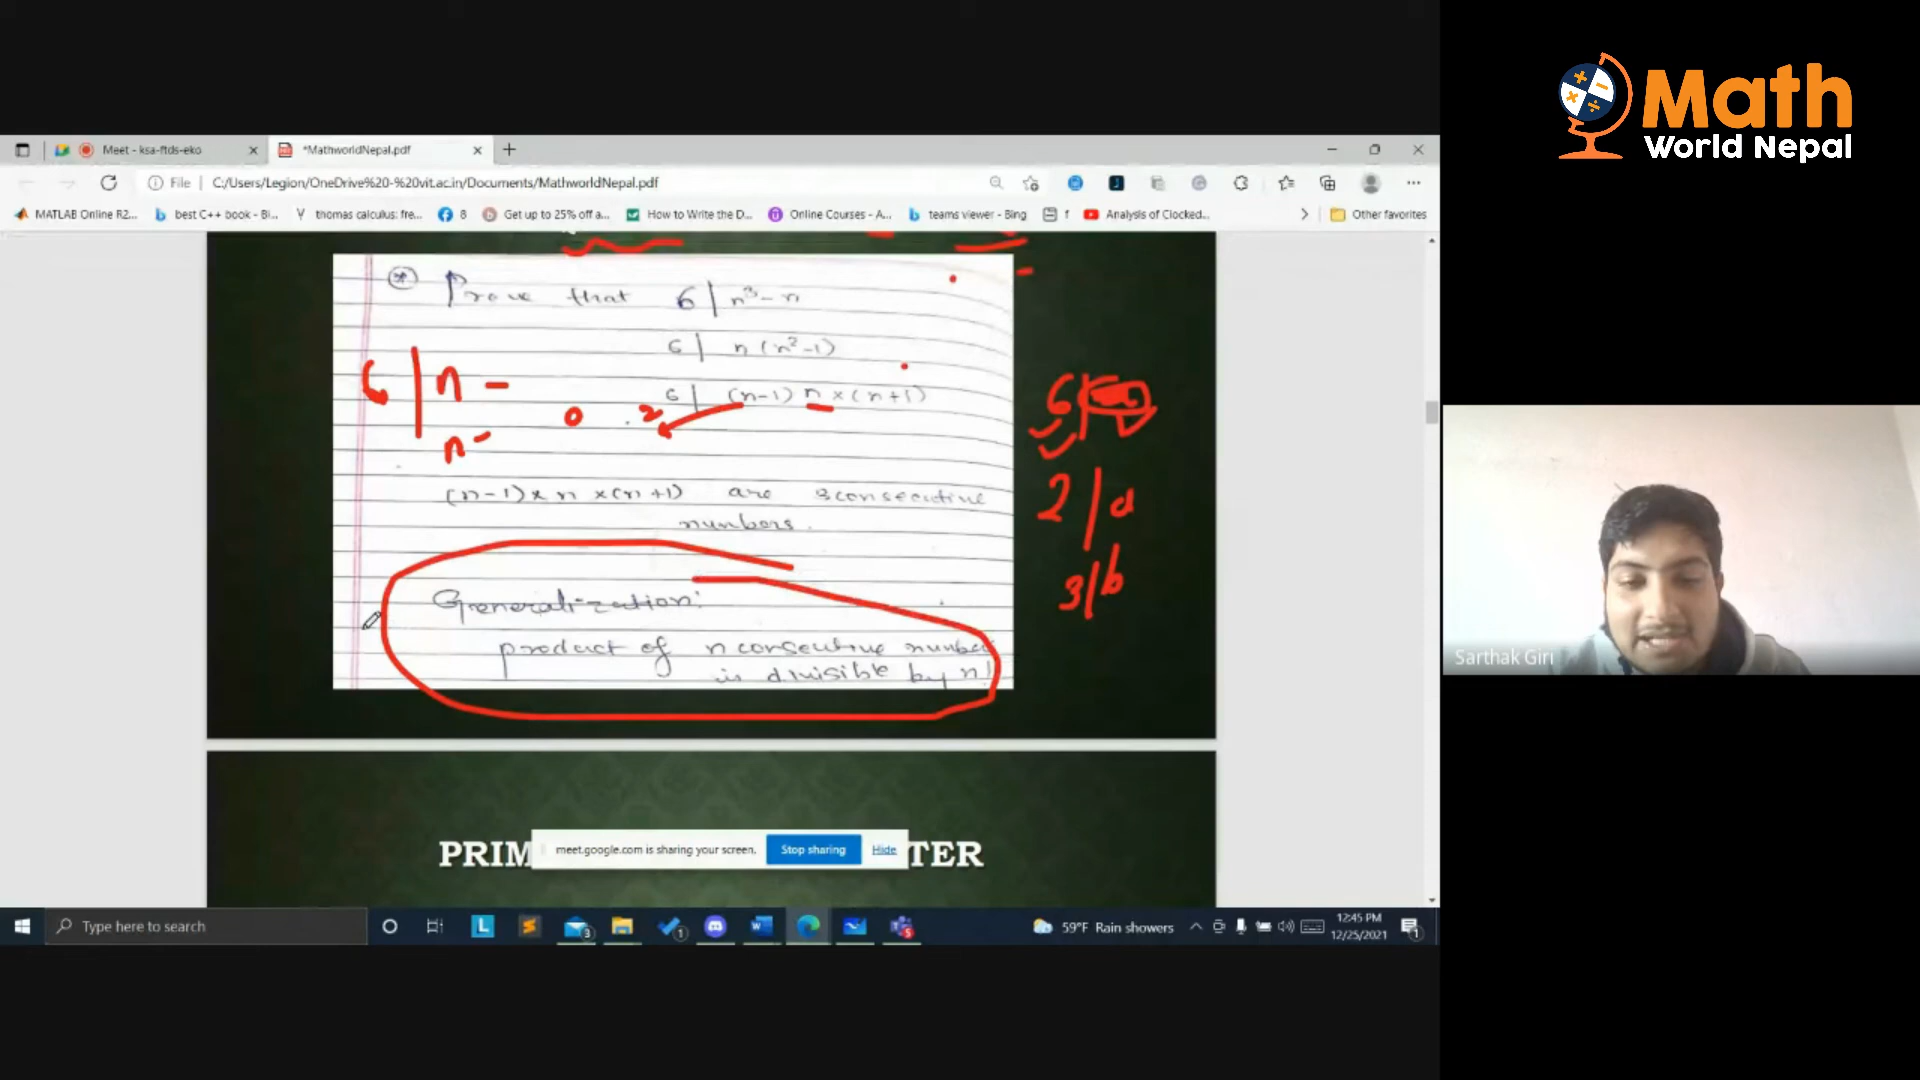 Math
World Nepal
Meet - ksa-ftds-eko
*MathworldNepal.pdf
File
C:/Users/Legion/OneDrive%20-%20vit.ac.in/Documents/MathworldNepal.pdf
MATLAB Online R2...
best C++ book - Bi...
thomas calculus: fre...
8
Get up to 25% off a...
How to Write the D...
Online Courses - A...
teams viewer - Bing
f
Analysis of Clocked...
Other favorites
Prove that 6 | n³-n
6 | n(n²-1)
6 | (n-1) n×(n+1)
6 | n -
n -
0 2
6
2 | a
3 | b
(n-1)× n ×(n+1) are 3 consecutive
numbers.
Generalization:
product of n consecutive number
is divisible by n!
Sarthak Giri
PRIM
TER
meet.google.com is sharing your screen.
Stop sharing
Hide
Type here to search
59°F Rain showers
12:45 PM
12/25/2021